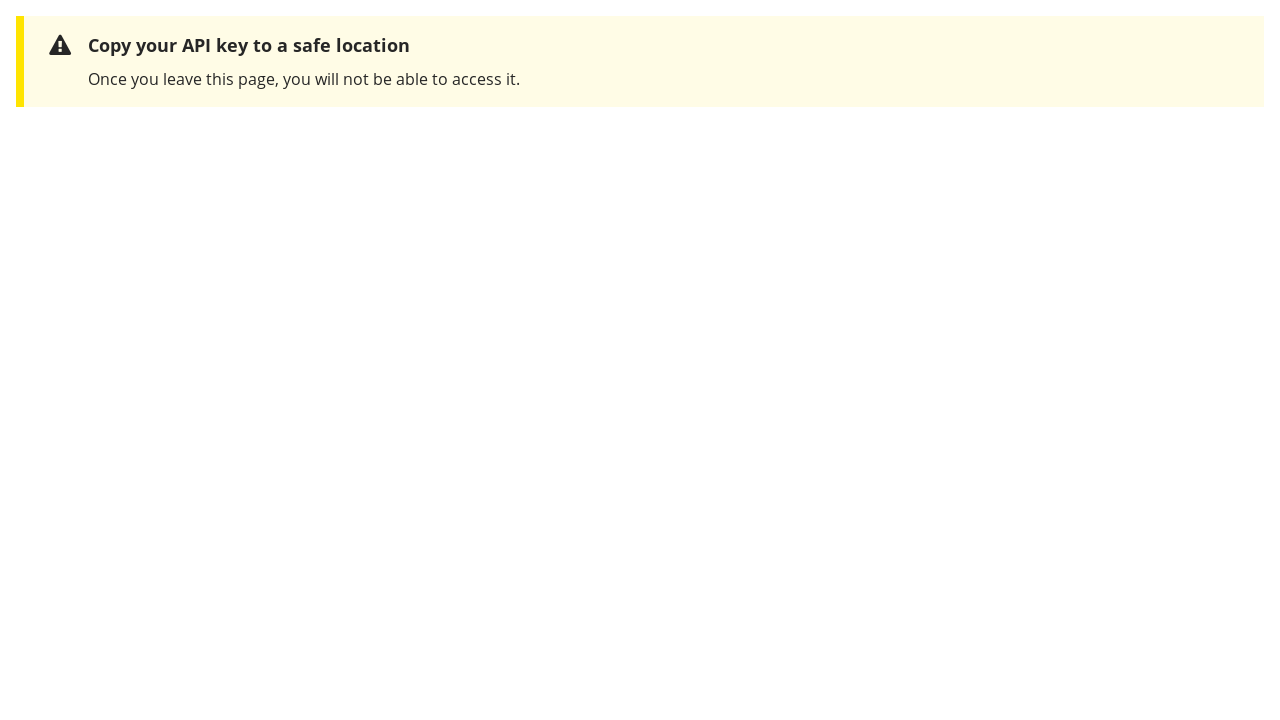 Copy your API key to a safe location
Once you leave this page, you will not be able to access it.